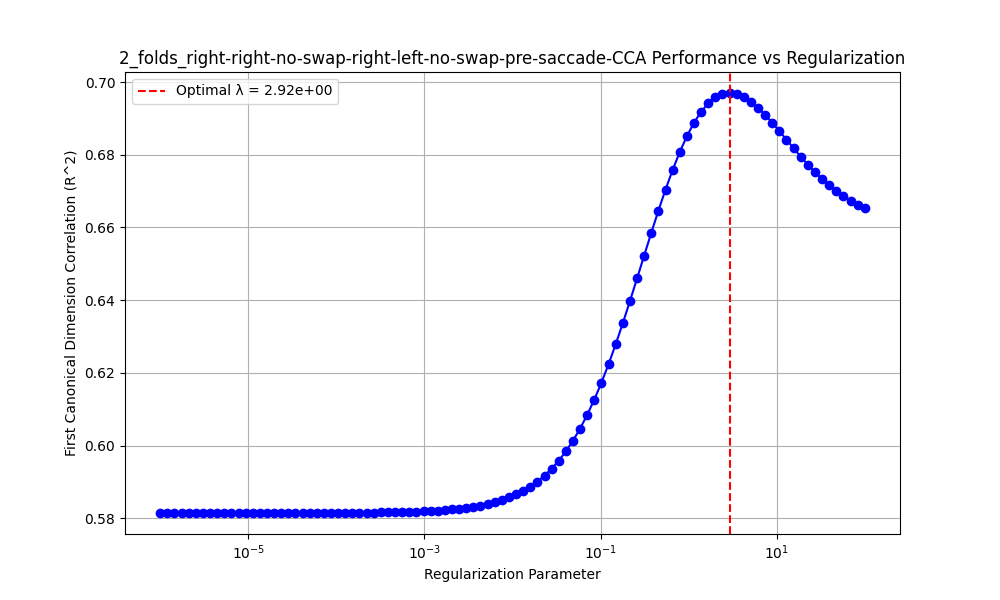 2_folds_right-right-no-swap-right-left-no-swap-pre-saccade-CCA Performance vs Regularization
Optimal λ = 2.92e+00
First Canonical Dimension Correlation (R^2)
0.70
0.68
0.66
0.64
0.62
0.60
0.58
10⁻⁵
10⁻³
10⁻¹
10¹
Regularization Parameter